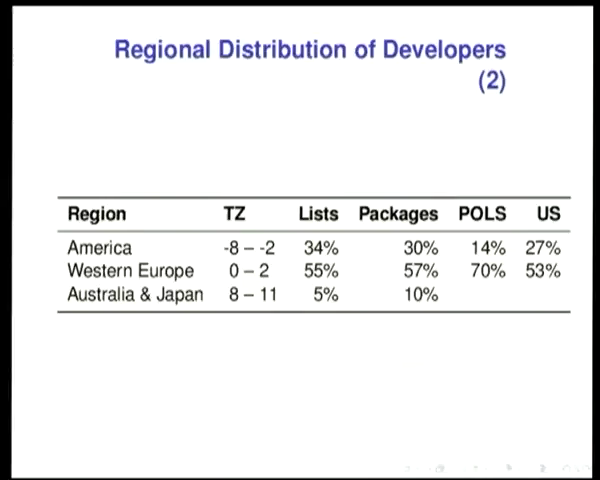 Regional Distribution of Developers
(2)
Region TZ Lists Packages POLS US
America -8 – -2 34% 30% 14% 27%
Western Europe 0 – 2 55% 57% 70% 53%
Australia & Japan 8 – 11 5% 10%